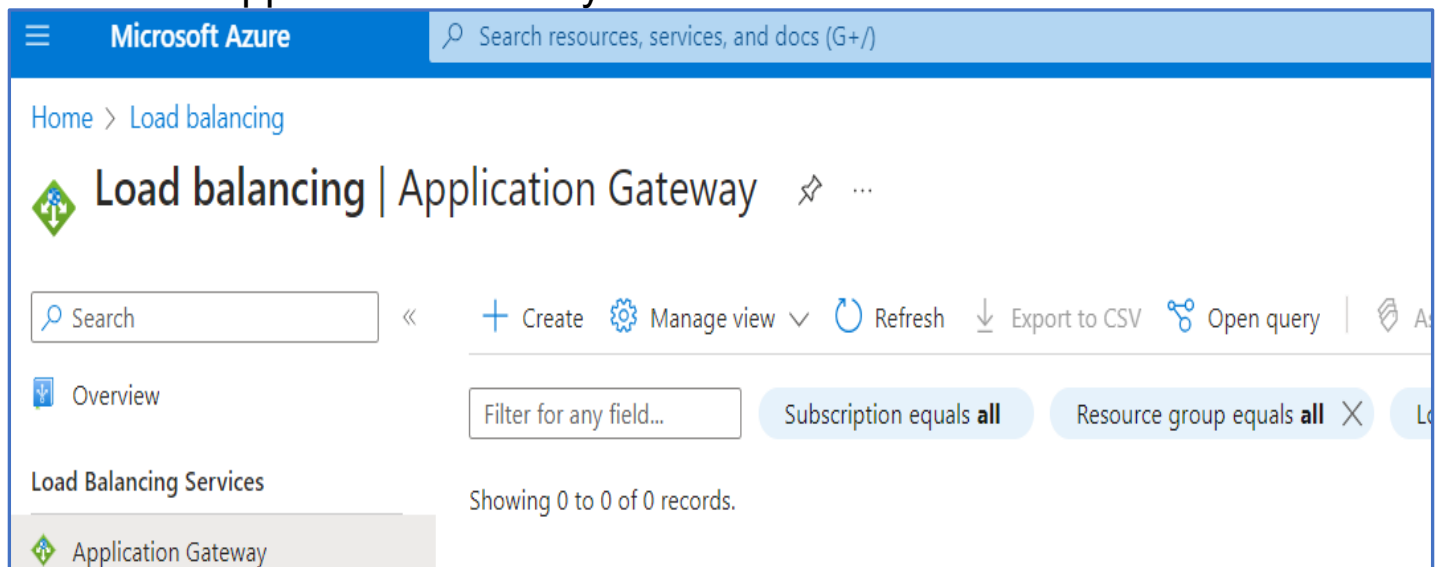 Microsoft Azure Search resources, services, and docs (G+/)
Home > Load balancing
Load balancing | Application Gateway ...
Search « + Create Manage view Refresh Export to CSV Open query
Overview
Filter for any field... Subscription equals all Resource group equals all
Load Balancing Services
Showing 0 to 0 of 0 records.
Application Gateway